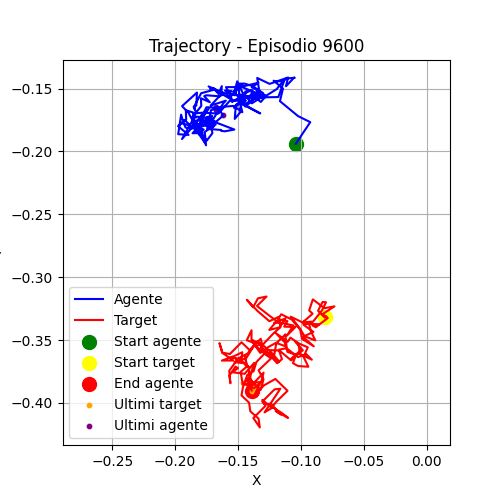 Trajectory - Episodio 9600
−0.15
−0.20
−0.25
−0.30
−0.35
−0.40
Agente
Target
Start agente
Start target
End agente
Ultimi target
Ultimi agente
−0.25 −0.20 −0.15 −0.10 −0.05 0.00
X